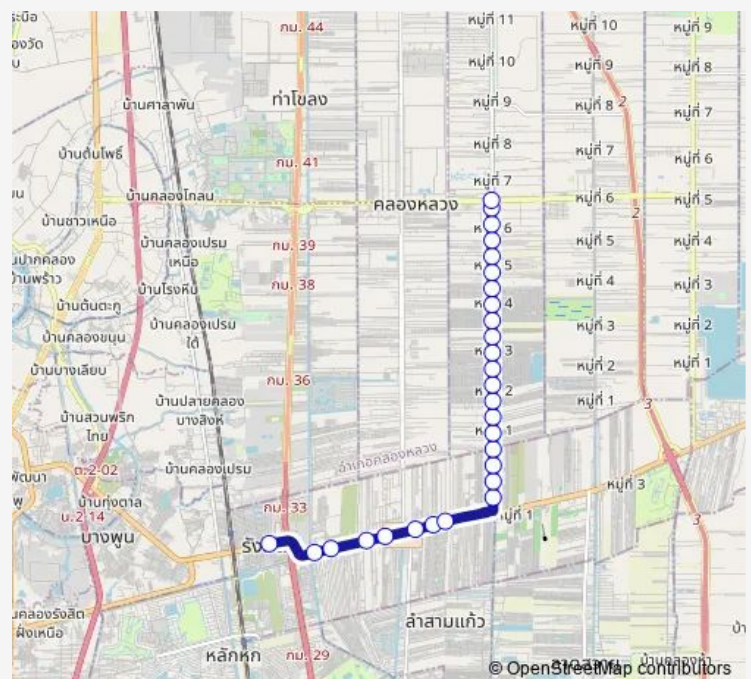 กม. 44
หมู่ที่ 11
หมู่ที่ 10
หมู่ที่ 9
หมู่ที่ 10
หมู่ที่ 9
หมู่ที่ 8
บ้านศาลาพัน
ท่าโขลง
หมู่ที่ 9
หมู่ที่ 8
2
หมู่ที่ 7
หมู่ที่ 8
หมู่ที่ 7
หมู่ที่ 6
บ้านต้นโพธิ์
กม. 41
หมู่ที่ 7
บ้านคลองโกลน
คลองหลวง
หมู่ที่ 6
หมู่ที่ 5
บ้านชาวเหนือ
2
6
บ้านคลองเปรม
เหนือ
กม. 39
หมู่ที่ 5
หมู่ที่ 4
5
บ้านโรงหีบ
กม. 38
หมู่ที่ 4
หมู่ที่ 3
บ้านต้นตะกู
4
บ้านคลองเปรม
ใต้
หมู่ที่ 3
หมู่ที่ 2
บ้านคลองขนุน
3
บ้านบางเลียบ
หมู่ที่ 2
หมู่ที่ 1
กม. 36
2
บ้านปลายคลอง
บางสิงห์
หมู่ที่ 1
3
บ้านสวนพริก
ไทย
1
อำเภอคลองหลวง
ต.2-02
บ้านคลองเปรม
หมู่ที่ 3
บ้านทุ่งตาล
กม. 33
น.2 14
บางพูน
3
ลำสามแก้ว
หลักหก
กม. 29
© OpenStreetMap contributors